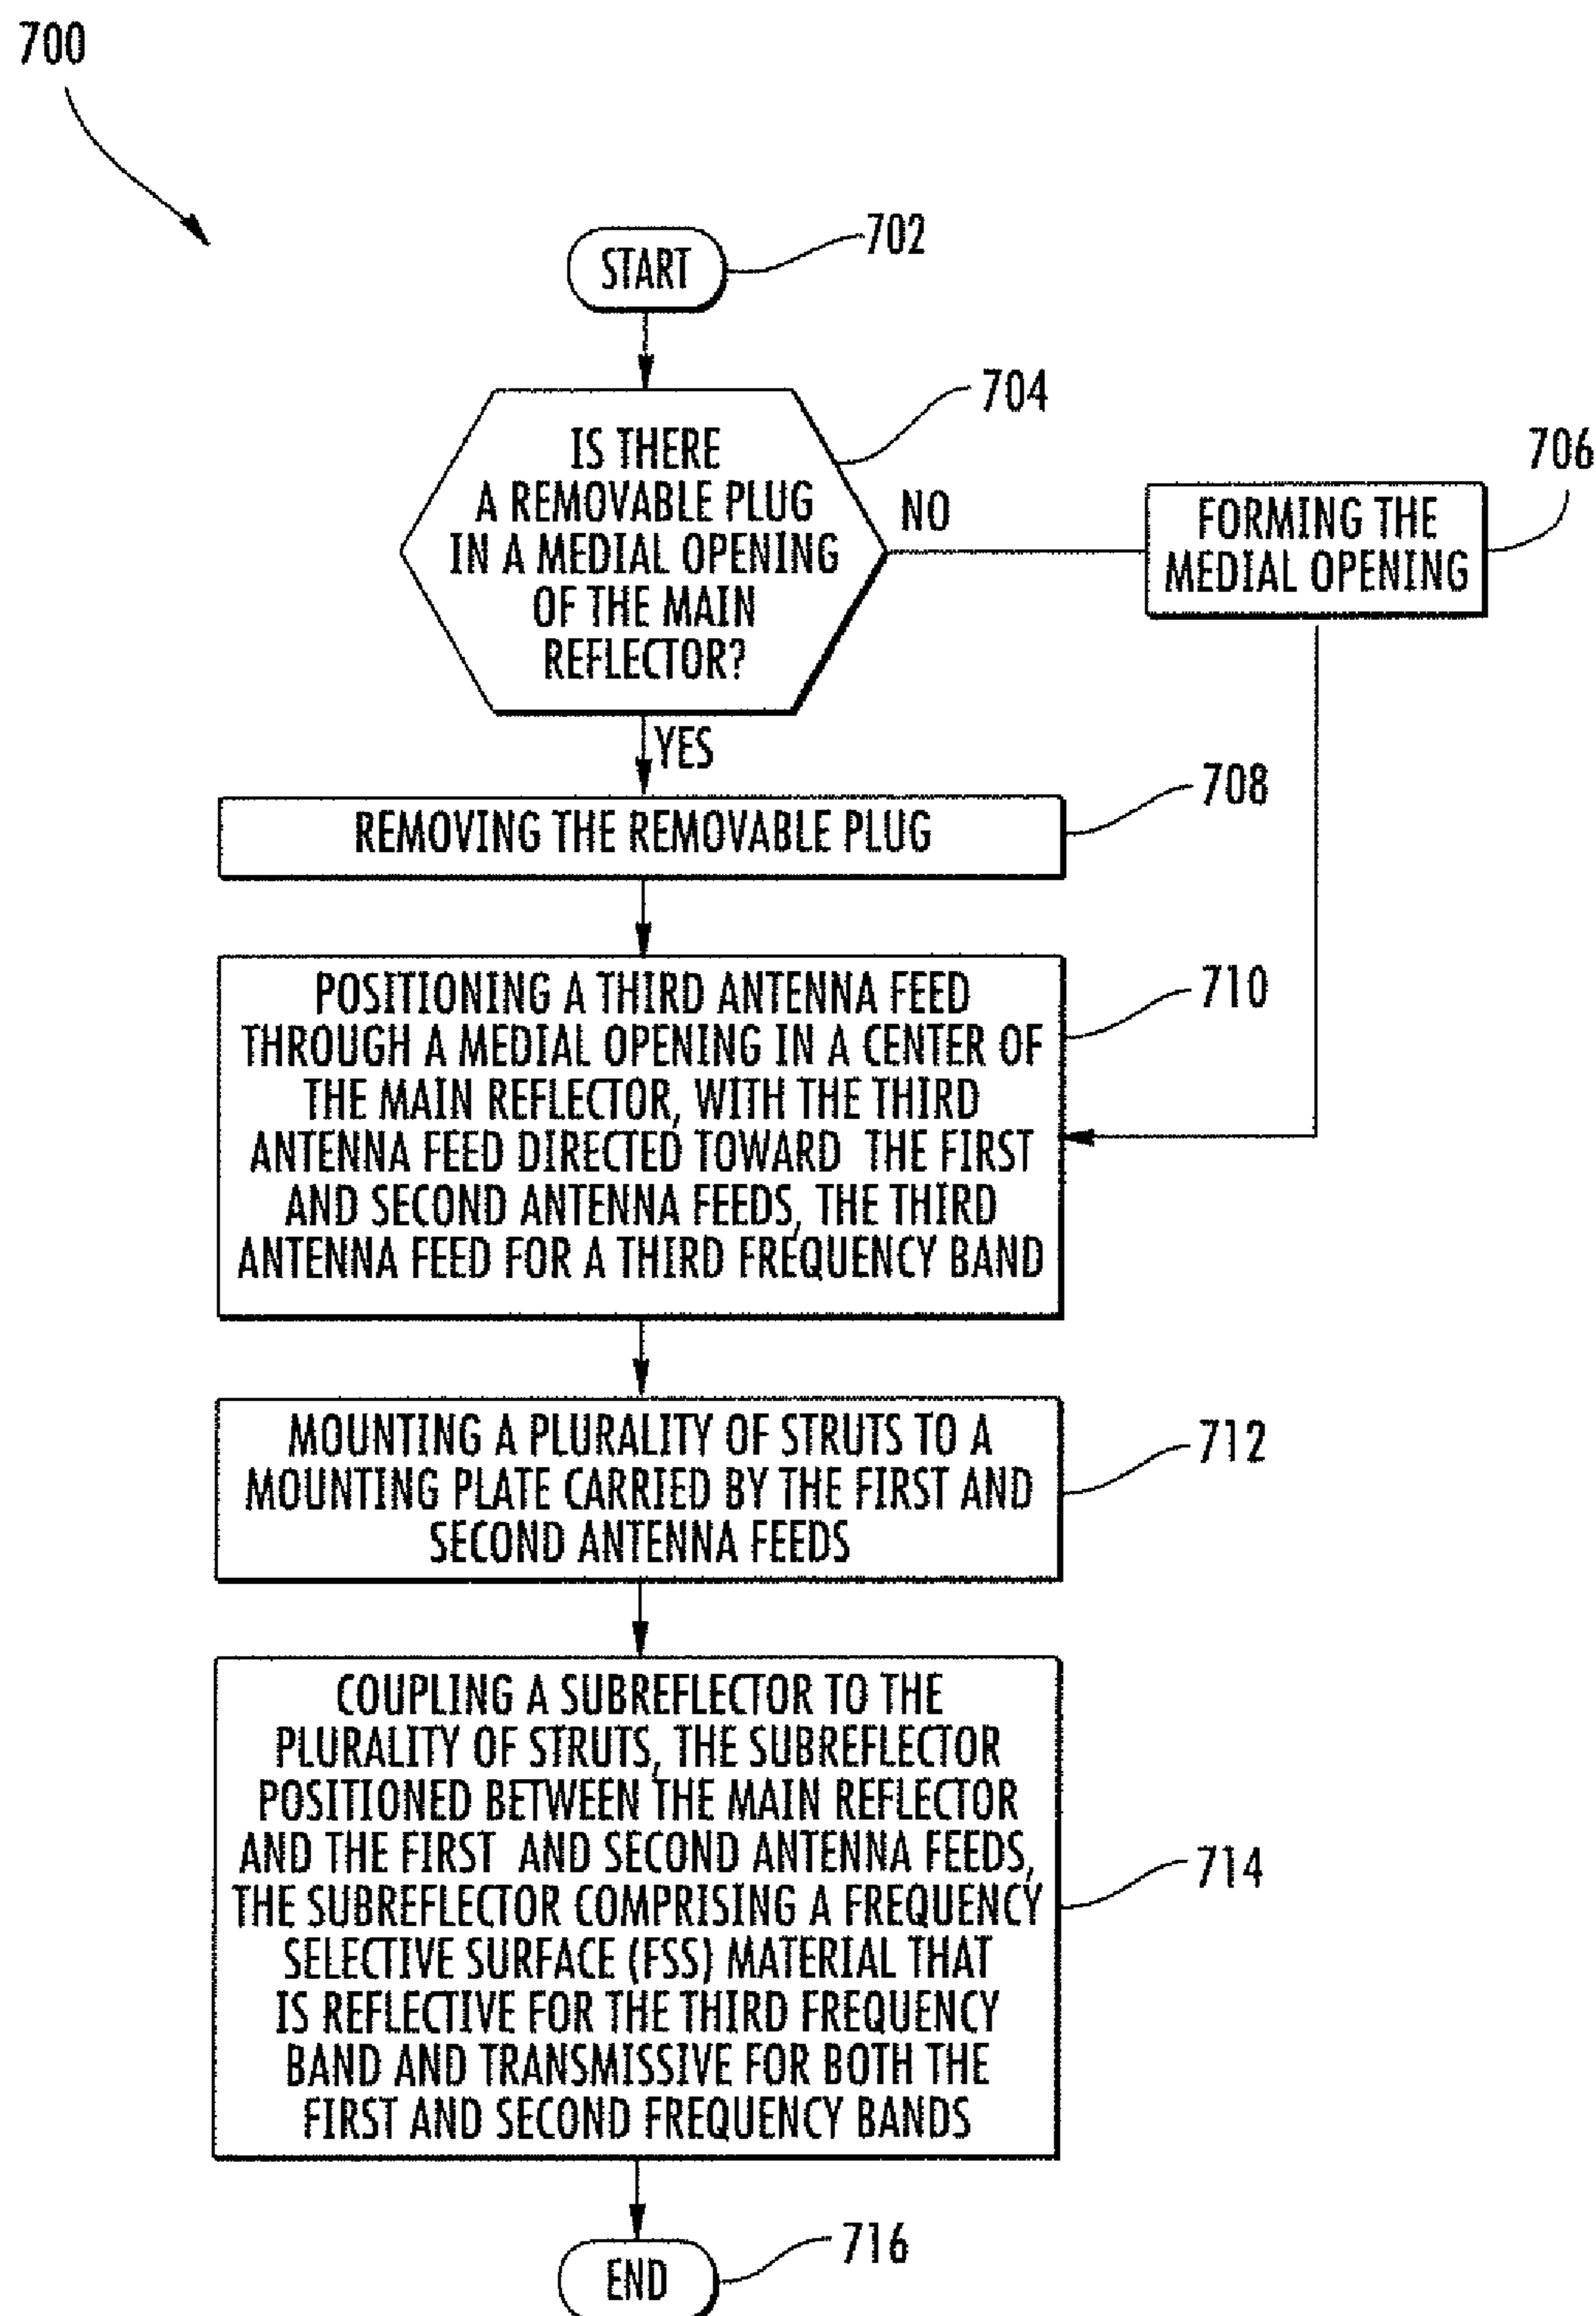 700
START
702
IS THERE
A REMOVABLE PLUG
IN A MEDIAL OPENING
OF THE MAIN
REFLECTOR?
704
NO
FORMING THE
MEDIAL OPENING
706
YES
REMOVING THE REMOVABLE PLUG
708
POSITIONING A THIRD ANTENNA FEED
THROUGH A MEDIAL OPENING IN A CENTER OF
THE MAIN REFLECTOR, WITH THE THIRD
ANTENNA FEED DIRECTED TOWARD THE FIRST
AND SECOND ANTENNA FEEDS, THE THIRD
ANTENNA FEED FOR A THIRD FREQUENCY BAND
710
MOUNTING A PLURALITY OF STRUTS TO A
MOUNTING PLATE CARRIED BY THE FIRST AND
SECOND ANTENNA FEEDS
712
COUPLING A SUBREFLECTOR TO THE
PLURALITY OF STRUTS, THE SUBREFLECTOR
POSITIONED BETWEEN THE MAIN REFLECTOR
AND THE FIRST AND SECOND ANTENNA FEEDS,
THE SUBREFLECTOR COMPRISING A FREQUENCY
SELECTIVE SURFACE (FSS) MATERIAL THAT
IS REFLECTIVE FOR THE THIRD FREQUENCY
BAND AND TRANSMISSIVE FOR BOTH THE
FIRST AND SECOND FREQUENCY BANDS
714
END
716